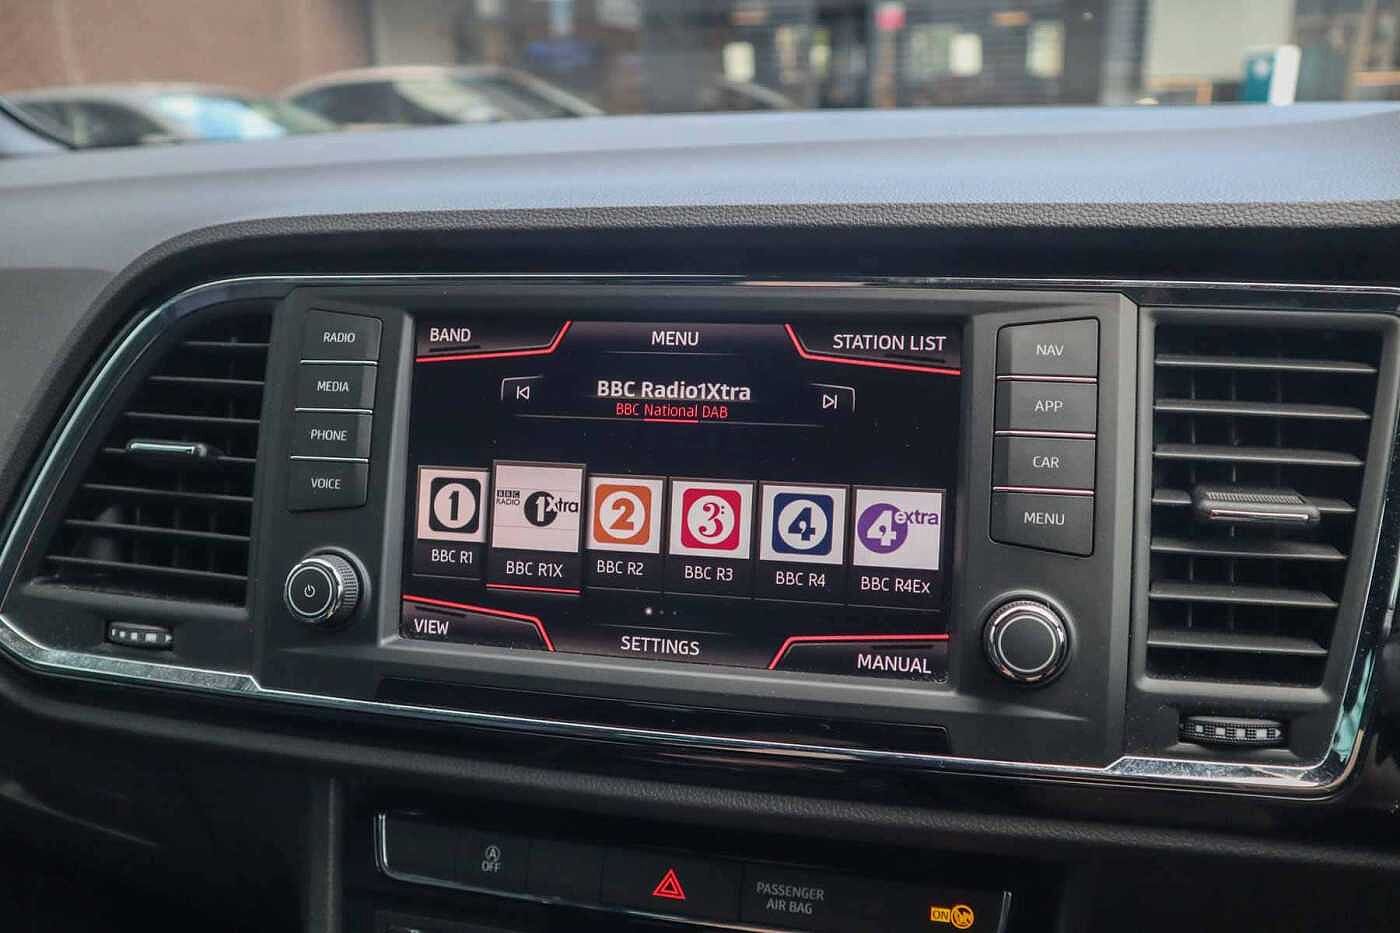 RADIO
MEDIA
PHONE
VOICE
BAND
MENU
STATION LIST
BBC Radio1Xtra
BBC National DAB
1
BBC
RADIO
1Xtra
2
3
4
4extra
BBC R1
BBC R1X
BBC R2
BBC R3
BBC R4
BBC R4Ex
VIEW
SETTINGS
MANUAL
NAV
APP
CAR
MENU
A
OFF
PASSENGER
AIR BAG
ON